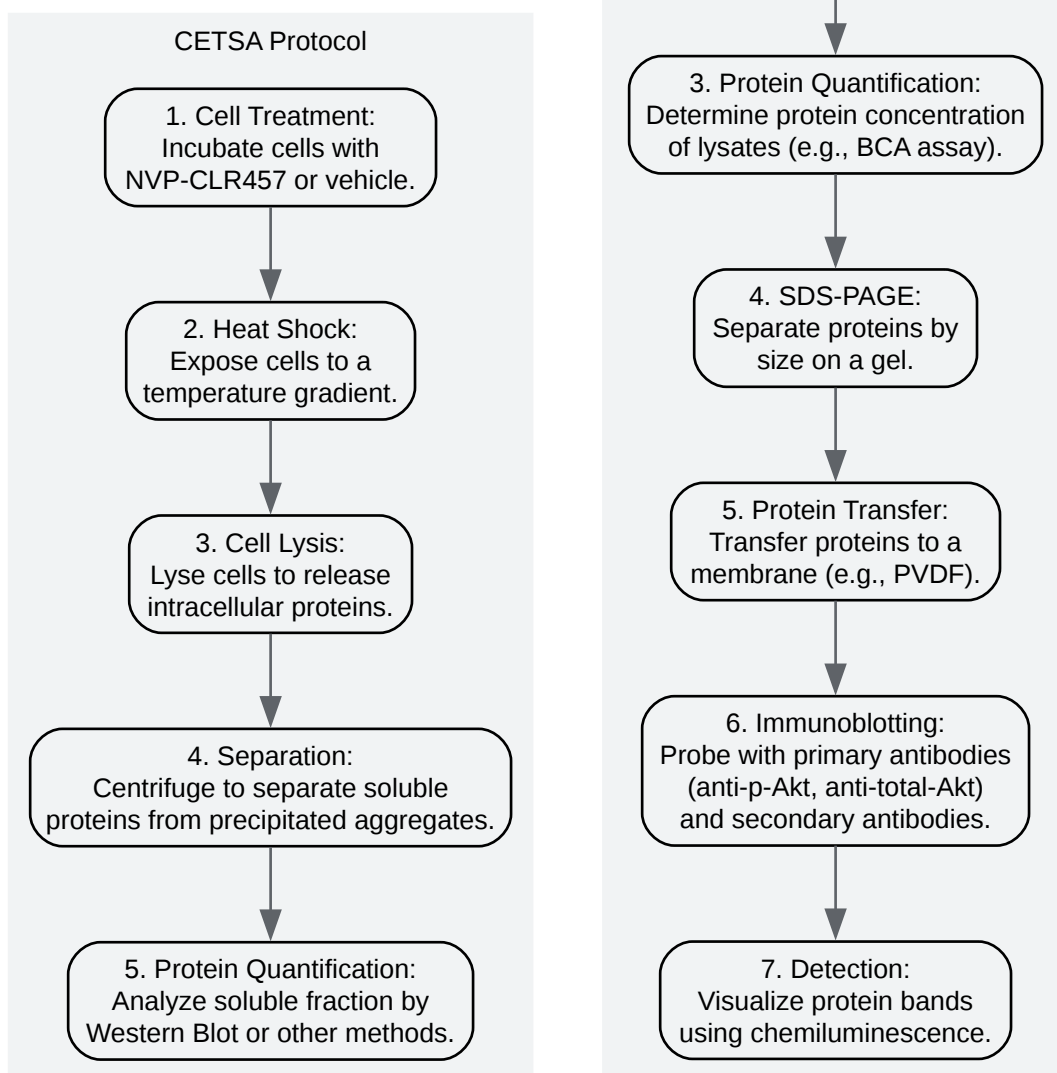 CETSA Protocol
1. Cell Treatment:
Incubate cells with
NVP-CLR457 or vehicle.
2. Heat Shock:
Expose cells to a
temperature gradient.
3. Cell Lysis:
Lyse cells to release
intracellular proteins.
4. Separation:
Centrifuge to separate soluble
proteins from precipitated aggregates.
5. Protein Quantification:
Analyze soluble fraction by
Western Blot or other methods.
3. Protein Quantification:
Determine protein concentration
of lysates (e.g., BCA assay).
4. SDS-PAGE:
Separate proteins by
size on a gel.
5. Protein Transfer:
Transfer proteins to a
membrane (e.g., PVDF).
6. Immunoblotting:
Probe with primary antibodies
(anti-p-Akt, anti-total-Akt)
and secondary antibodies.
7. Detection:
Visualize protein bands
using chemiluminescence.